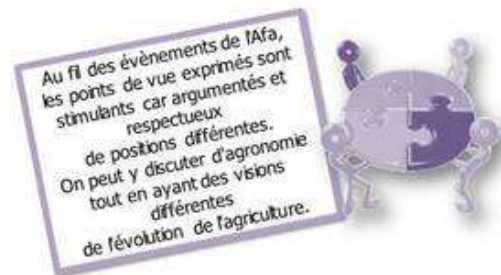 Au fil des évènements de l'Afa,
les points de vue exprimés sont
stimulants car argumentés et
respectueux
de positions différentes.
On peut y discuter d'agronomie
tout en ayant des visions
différentes
de l'évolution de l'agriculture.